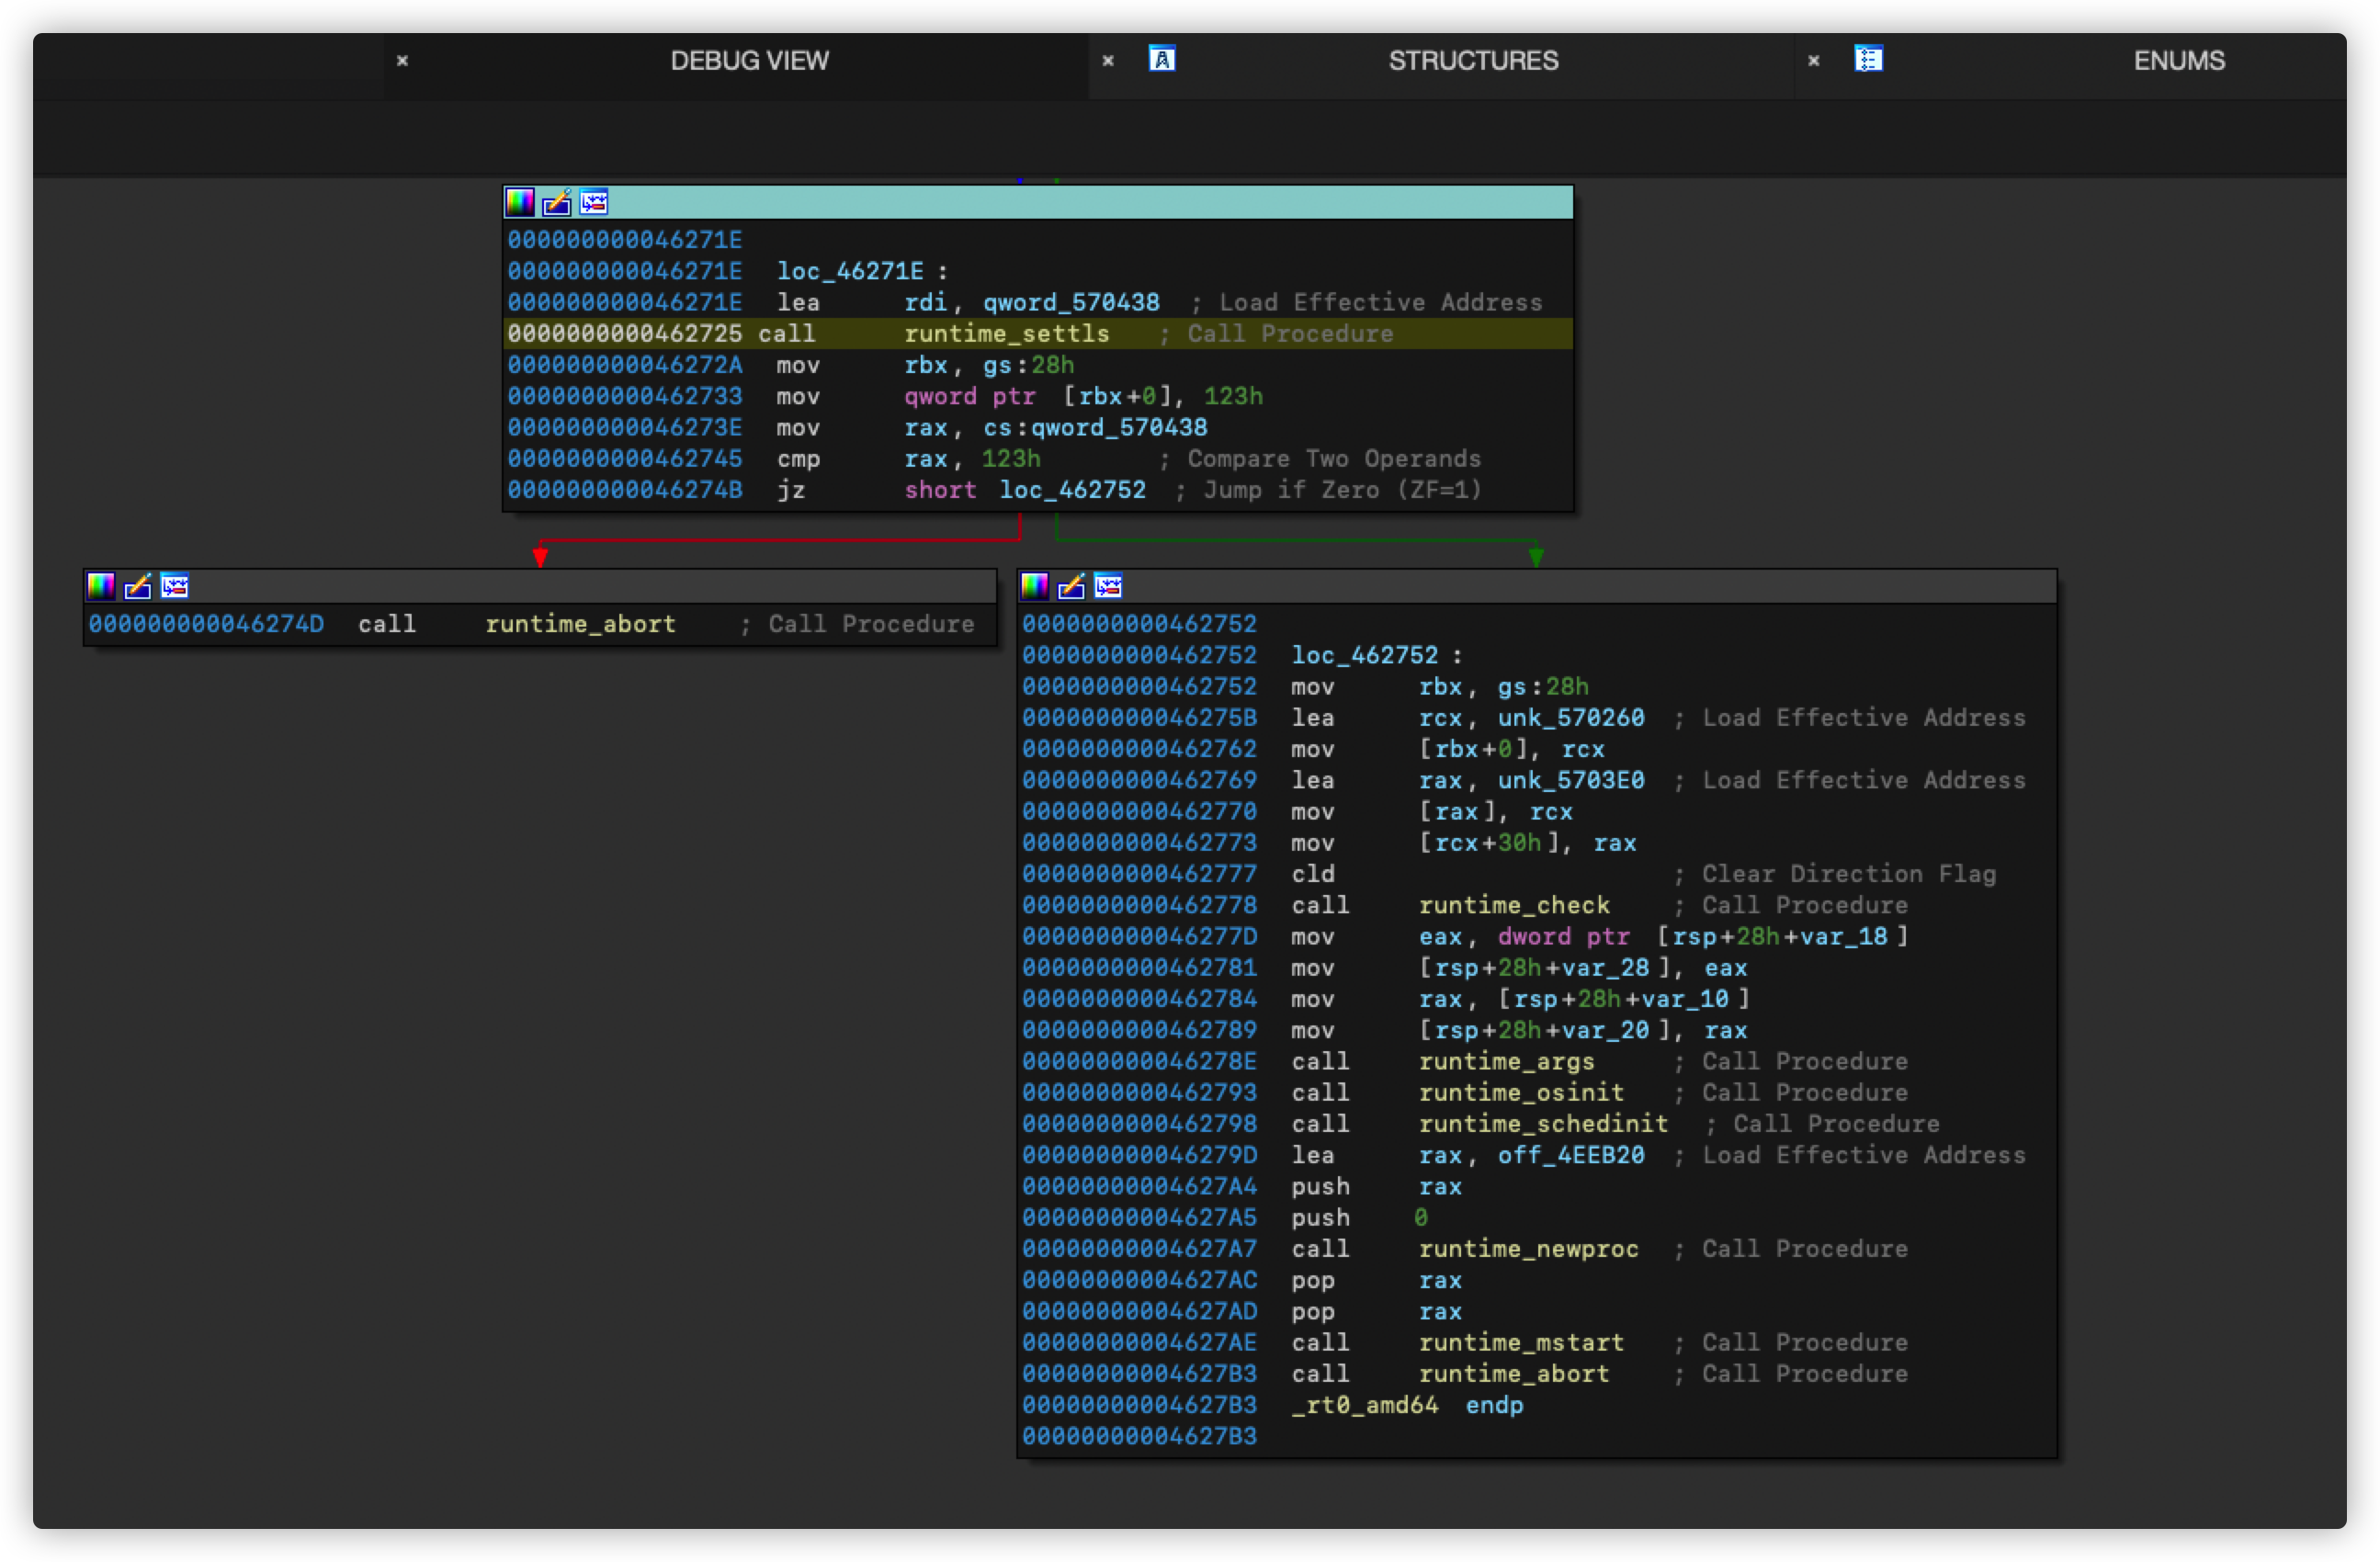 DEBUG VIEW STRUCTURES ENUMS
000000000046271E
000000000046271E loc_46271E :
000000000046271E lea rdi, qword_570438 ; Load Effective Address
0000000000462725 call runtime_settls ; Call Procedure
000000000046272A mov rbx, gs:28h
0000000000462733 mov qword ptr [rbx+0], 123h
000000000046273E mov rax, cs:qword_570438
0000000000462745 cmp rax, 123h ; Compare Two Operands
000000000046274B jz short loc_462752 ; Jump if Zero (ZF=1)
000000000046274D call runtime_abort ; Call Procedure
0000000000462752
0000000000462752 loc_462752 :
0000000000462752 mov rbx, gs:28h
000000000046275B lea rcx, unk_570260 ; Load Effective Address
0000000000462762 mov [rbx+0], rcx
0000000000462769 lea rax, unk_5703E0 ; Load Effective Address
0000000000462770 mov [rax], rcx
0000000000462773 mov [rcx+30h], rax
0000000000462777 cld ; Clear Direction Flag
0000000000462778 call runtime_check ; Call Procedure
000000000046277D mov eax, dword ptr [rsp+28h+var_18 ]
0000000000462781 mov [rsp+28h+var_28 ], eax
0000000000462784 mov rax, [rsp+28h+var_10 ]
0000000000462789 mov [rsp+28h+var_20 ], rax
000000000046278E call runtime_args ; Call Procedure
0000000000462793 call runtime_osinit ; Call Procedure
0000000000462798 call runtime_schedinit ; Call Procedure
000000000046279D lea rax, off_4EEB20 ; Load Effective Address
00000000004627A4 push rax
00000000004627A5 push 0
00000000004627A7 call runtime_newproc ; Call Procedure
00000000004627AC pop rax
00000000004627AD pop rax
00000000004627AE call runtime_mstart ; Call Procedure
00000000004627B3 call runtime_abort ; Call Procedure
00000000004627B3 _rt0_amd64 endp
00000000004627B3